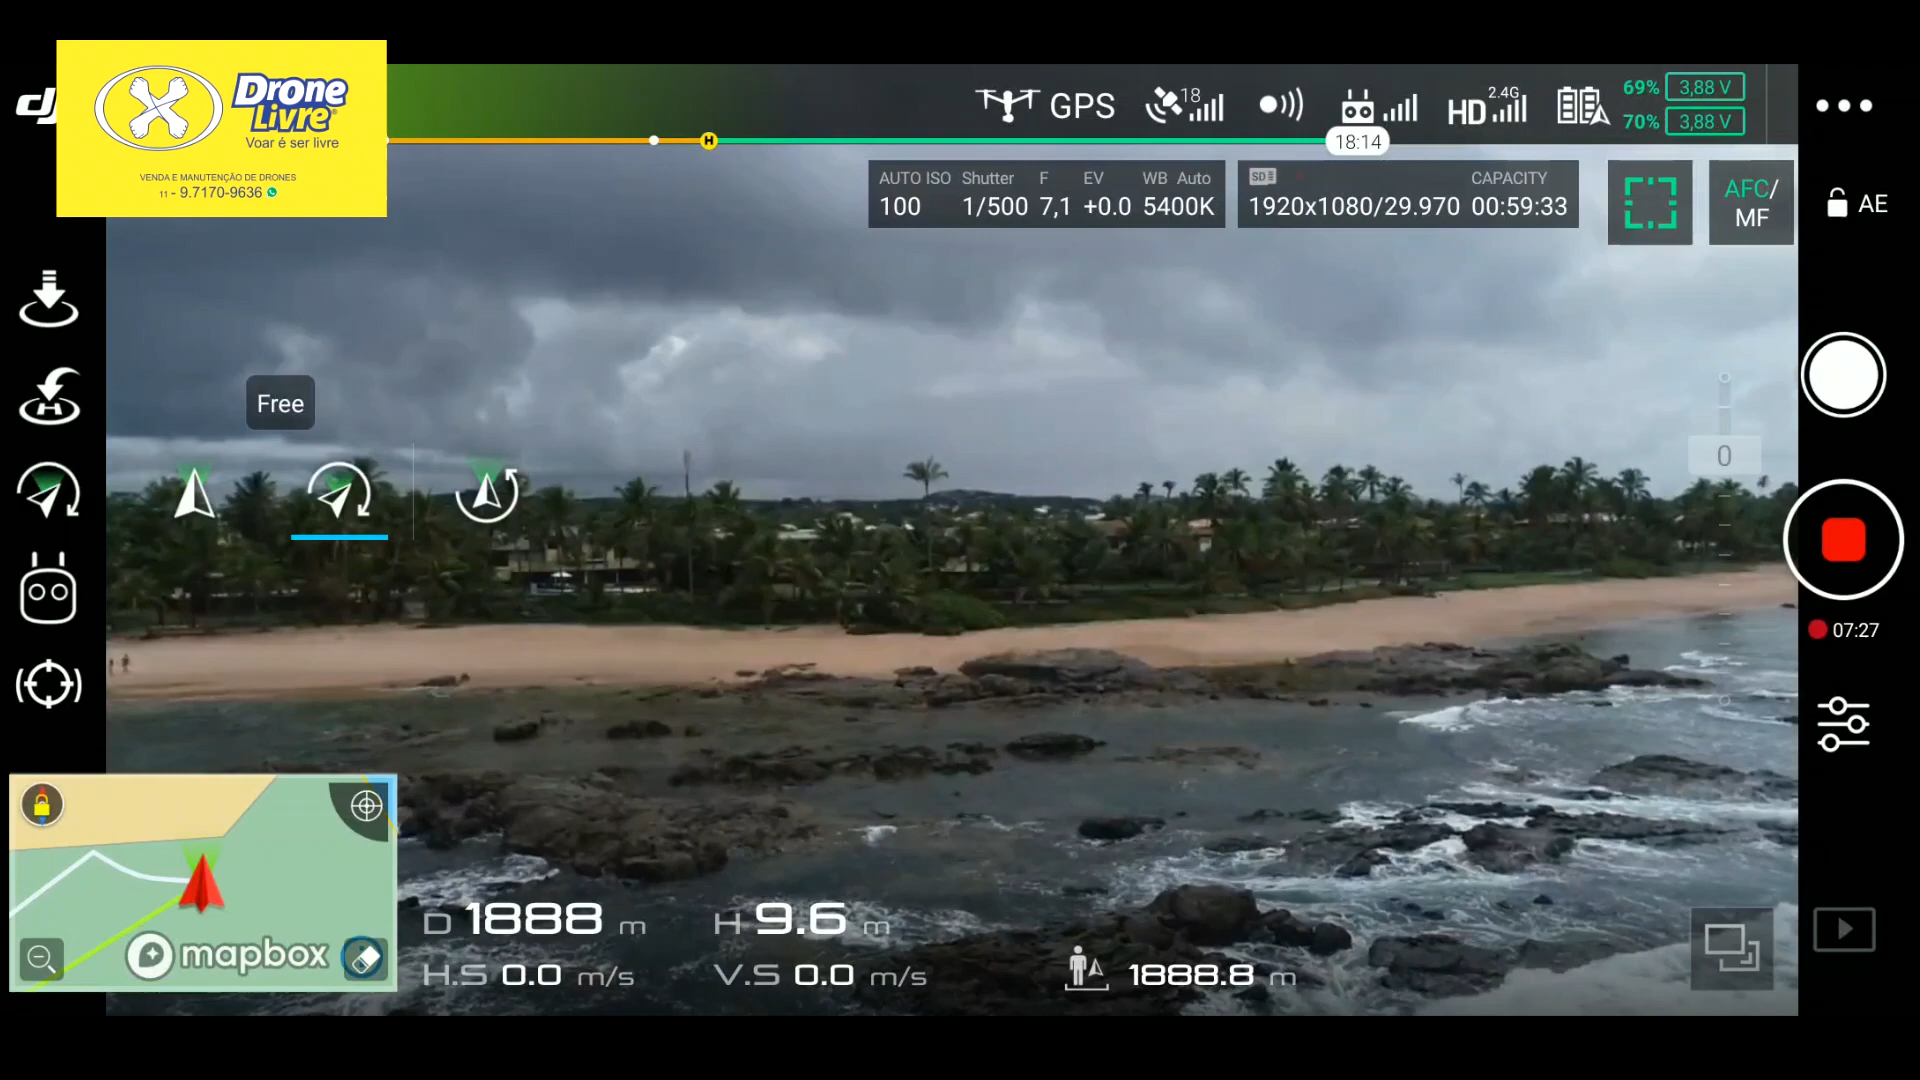 dji
Drone
Livre®
Voar é ser livre
VENDA E MANUTENÇÃO DE DRONES
11 - 9.7170-9636
GPS
18
HD 2.4G
69% 3,88 V
70% 3,88 V
H
18:14
AUTO ISO Shutter F EV WB Auto
100 1/500 7,1 +0.0 5400K
SD CAPACITY
1920x1080/29.970 00:59:33
AFC/
MF
AE
Free
0
07:27
mapbox
D 1888 m H 9.6 m
H.S 0.0 m/s V.S 0.0 m/s 1888.8 m